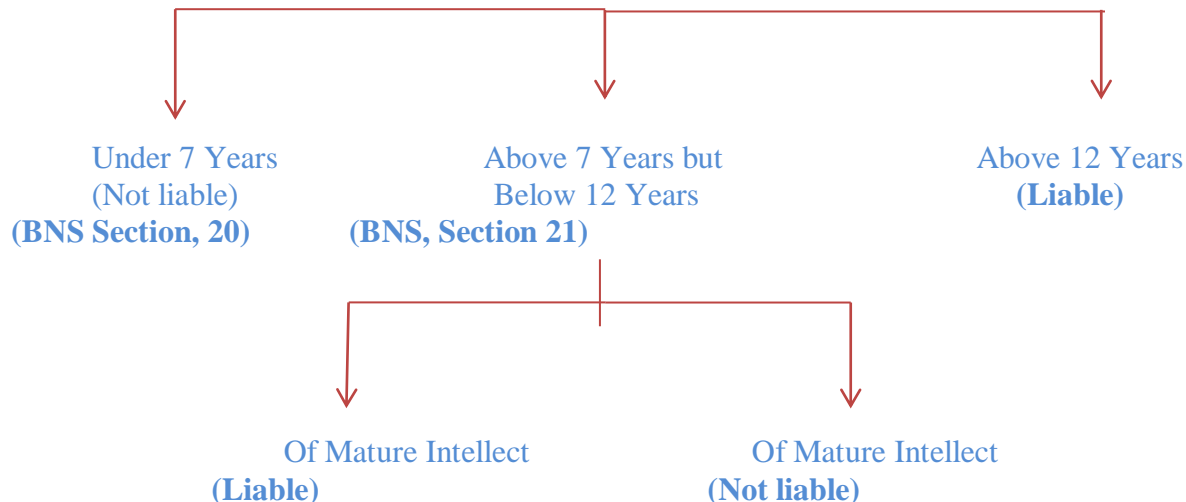 Under 7 Years
(Not liable)
(BNS Section, 20)
Above 7 Years but
Below 12 Years
(BNS, Section 21)
Above 12 Years
(Liable)
Of Mature Intellect
(Liable)
Of Mature Intellect
(Not liable)